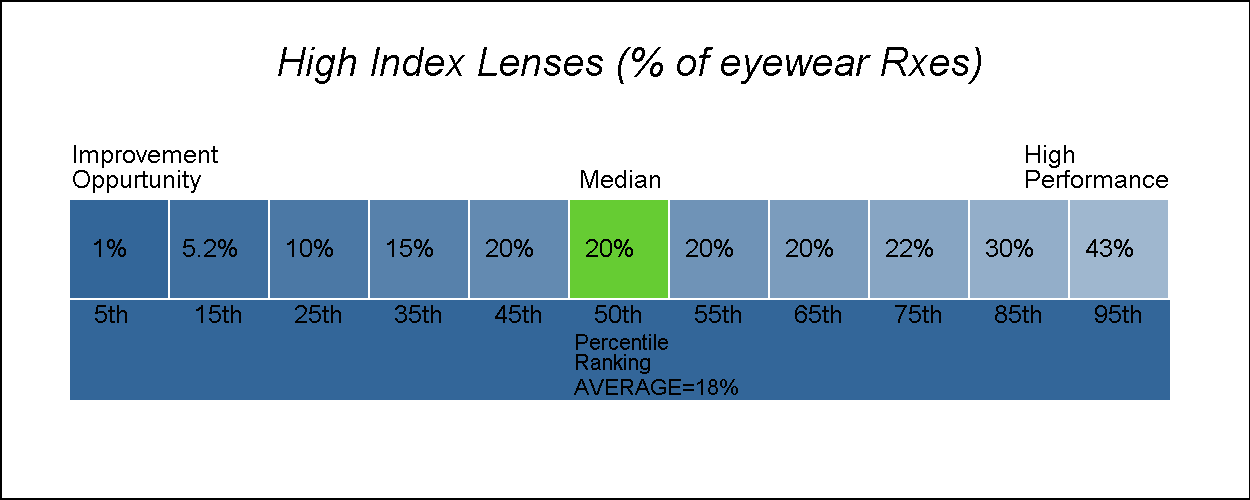 High Index Lenses (% of eyewear Rxes)
Improvement
Oppurtunity
Median
High
Performance
1% 5.2% 10% 15% 20% 20% 20% 20% 22% 30% 43%
5th 15th 25th 35th 45th 50th 55th 65th 75th 85th 95th
Percentile
Ranking
AVERAGE=18%